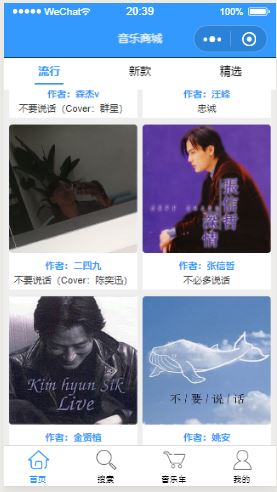 WeChat
20:39
100%
音乐商城
流行
新款
精选
作者：森杰v
作者：汪峰
不要说话（Cover：群星）
忠诚
張信哲
深情
作者：二四九
作者：张信哲
不要说话（Cover：陈奕迅）
不必多说话
Kim hyun Sik
Live
不/要/说/话
作者：金贤植
作者：姚安
首页
搜索
音乐车
我的